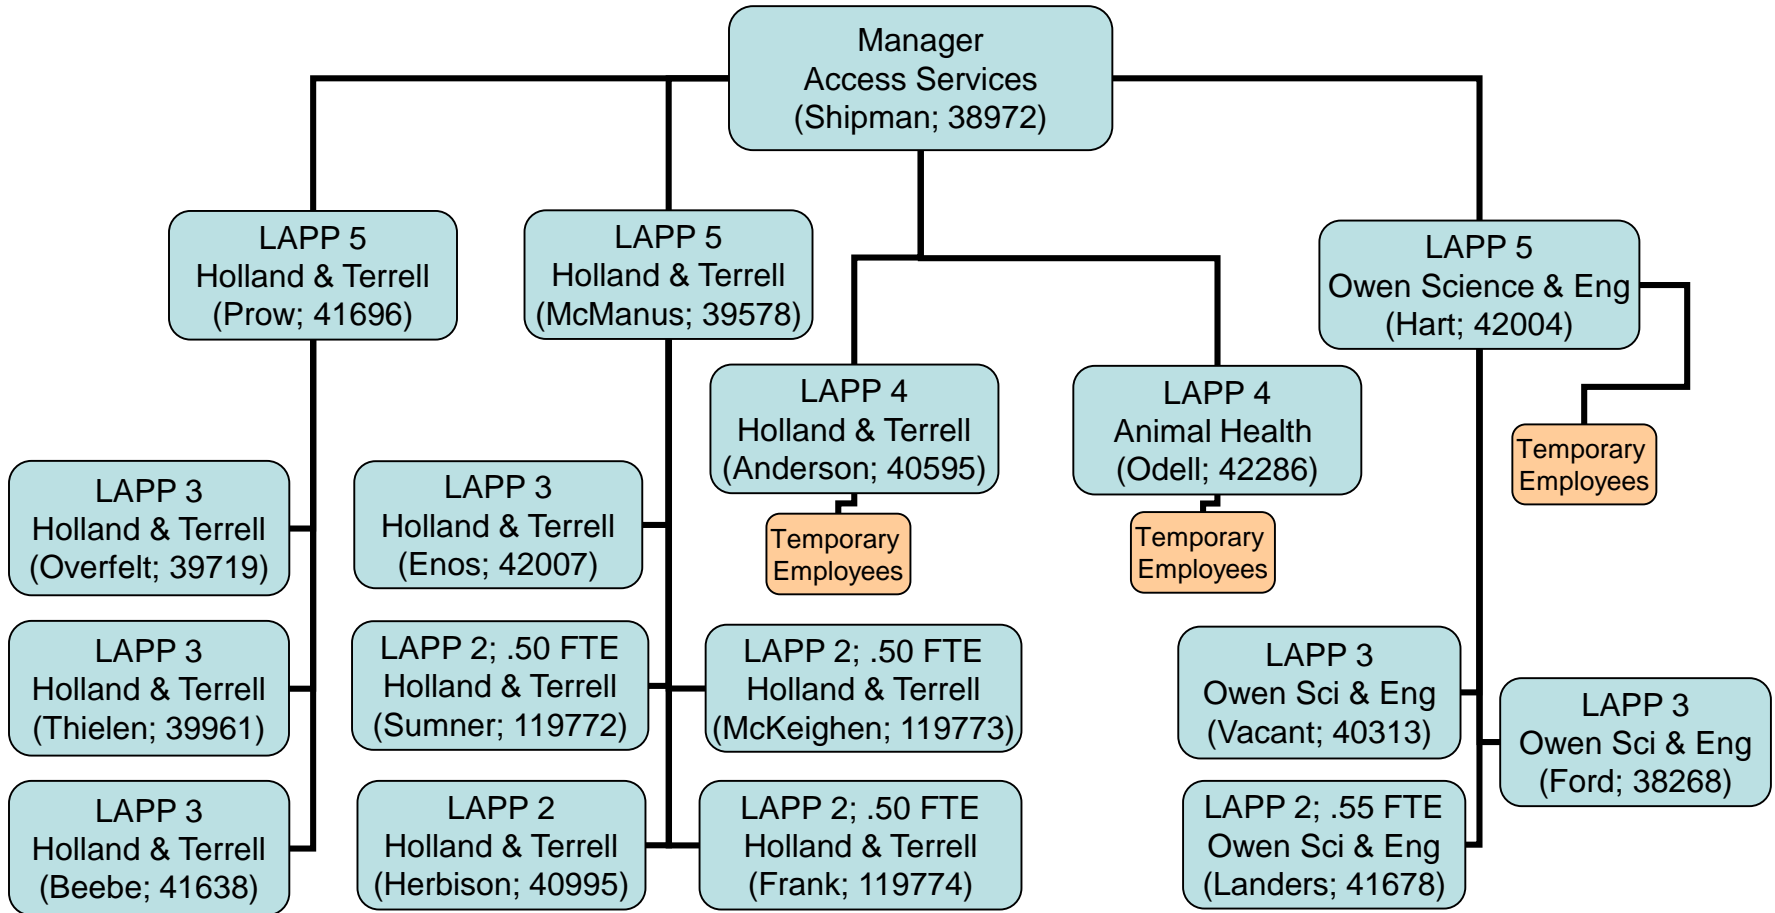 Manager
Access Services
(Shipman; 38972)
LAPP 5
Holland & Terrell
(Prow; 41696)
LAPP 5
Holland & Terrell
(McManus; 39578)
LAPP 5
Owen Science & Eng
(Hart; 42004)
LAPP 4
Holland & Terrell
(Anderson; 40595)
LAPP 4
Animal Health
(Odell; 42286)
Temporary
Employees
LAPP 3
Holland & Terrell
(Overfelt; 39719)
LAPP 3
Holland & Terrell
(Enos; 42007)
Temporary
Employees
Temporary
Employees
LAPP 3
Holland & Terrell
(Thielen; 39961)
LAPP 2; .50 FTE
Holland & Terrell
(Sumner; 119772)
LAPP 2; .50 FTE
Holland & Terrell
(McKeighen; 119773)
LAPP 3
Owen Sci & Eng
(Vacant; 40313)
LAPP 3
Owen Sci & Eng
(Ford; 38268)
LAPP 3
Holland & Terrell
(Beebe; 41638)
LAPP 2
Holland & Terrell
(Herbison; 40995)
LAPP 2; .50 FTE
Holland & Terrell
(Frank; 119774)
LAPP 2; .55 FTE
Owen Sci & Eng
(Landers; 41678)